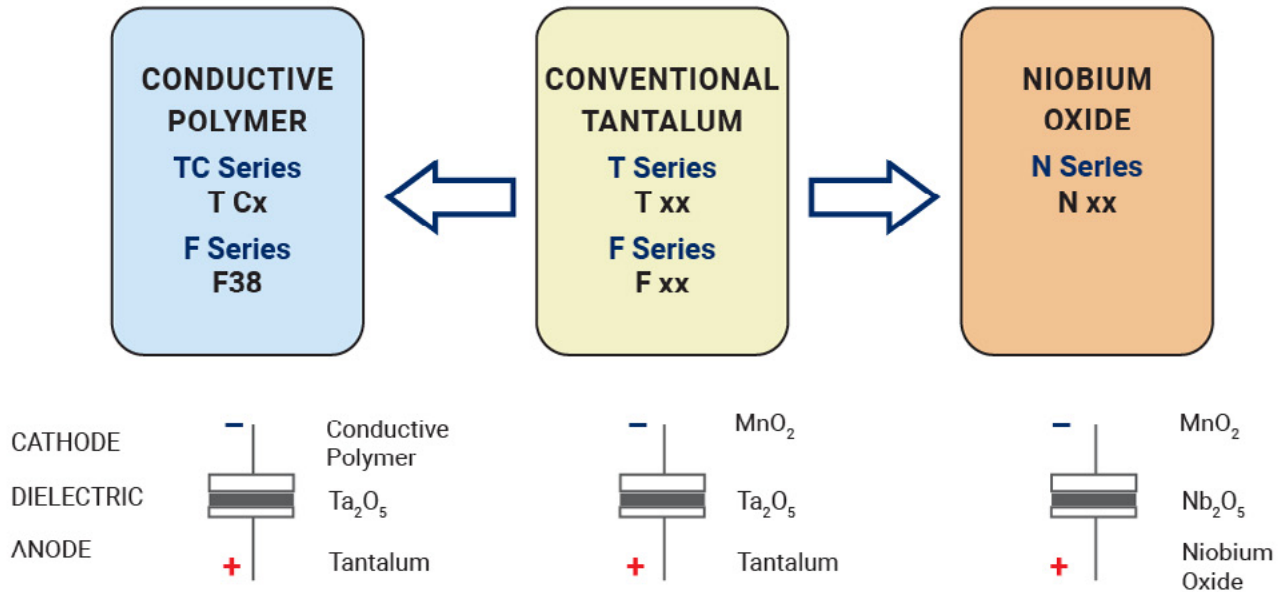 CONDUCTIVE
POLYMER
TC Series
T Cx
F Series
F38
CONVENTIONAL
TANTALUM
T Series
T xx
F Series
F xx
NIOBIUM
OXIDE
N Series
N xx
CATHODE
− Conductive
Polymer
− MnO₂
− MnO₂
DIELECTRIC
Ta₂O₅
Ta₂O₅
Nb₂O₅
ANODE
+ Tantalum
+ Tantalum
+ Niobium
Oxide